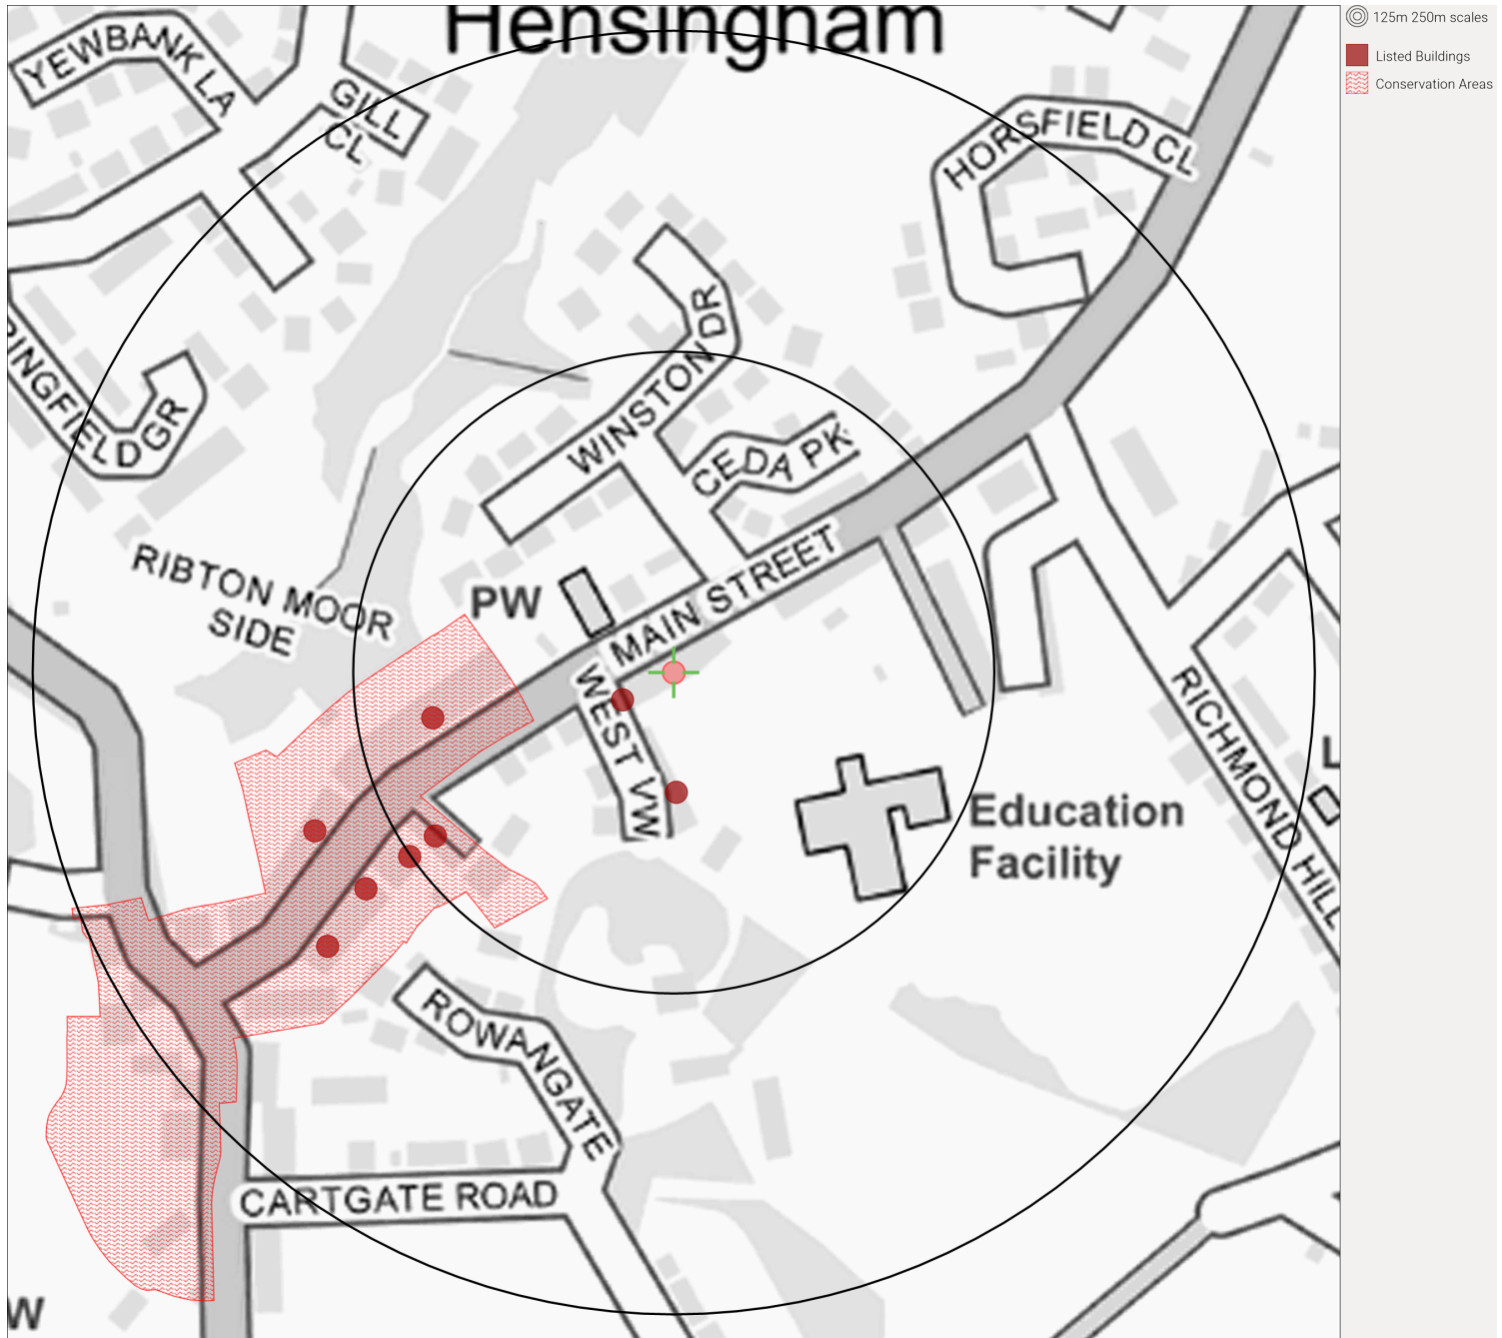 Hensingham
125m 250m scales
Listed Buildings
Conservation Areas
YEWBANK LA
GILL
CL
HORSFIELD CL
WINSTON DR
RINGFIELD GR
CEDA PK
RIBTON MOOR
SIDE
PW
MAIN STREET
WEST VW
RICHMOND HILL
L
Education
Facility
ROWANGATE
CARTGATE ROAD
W